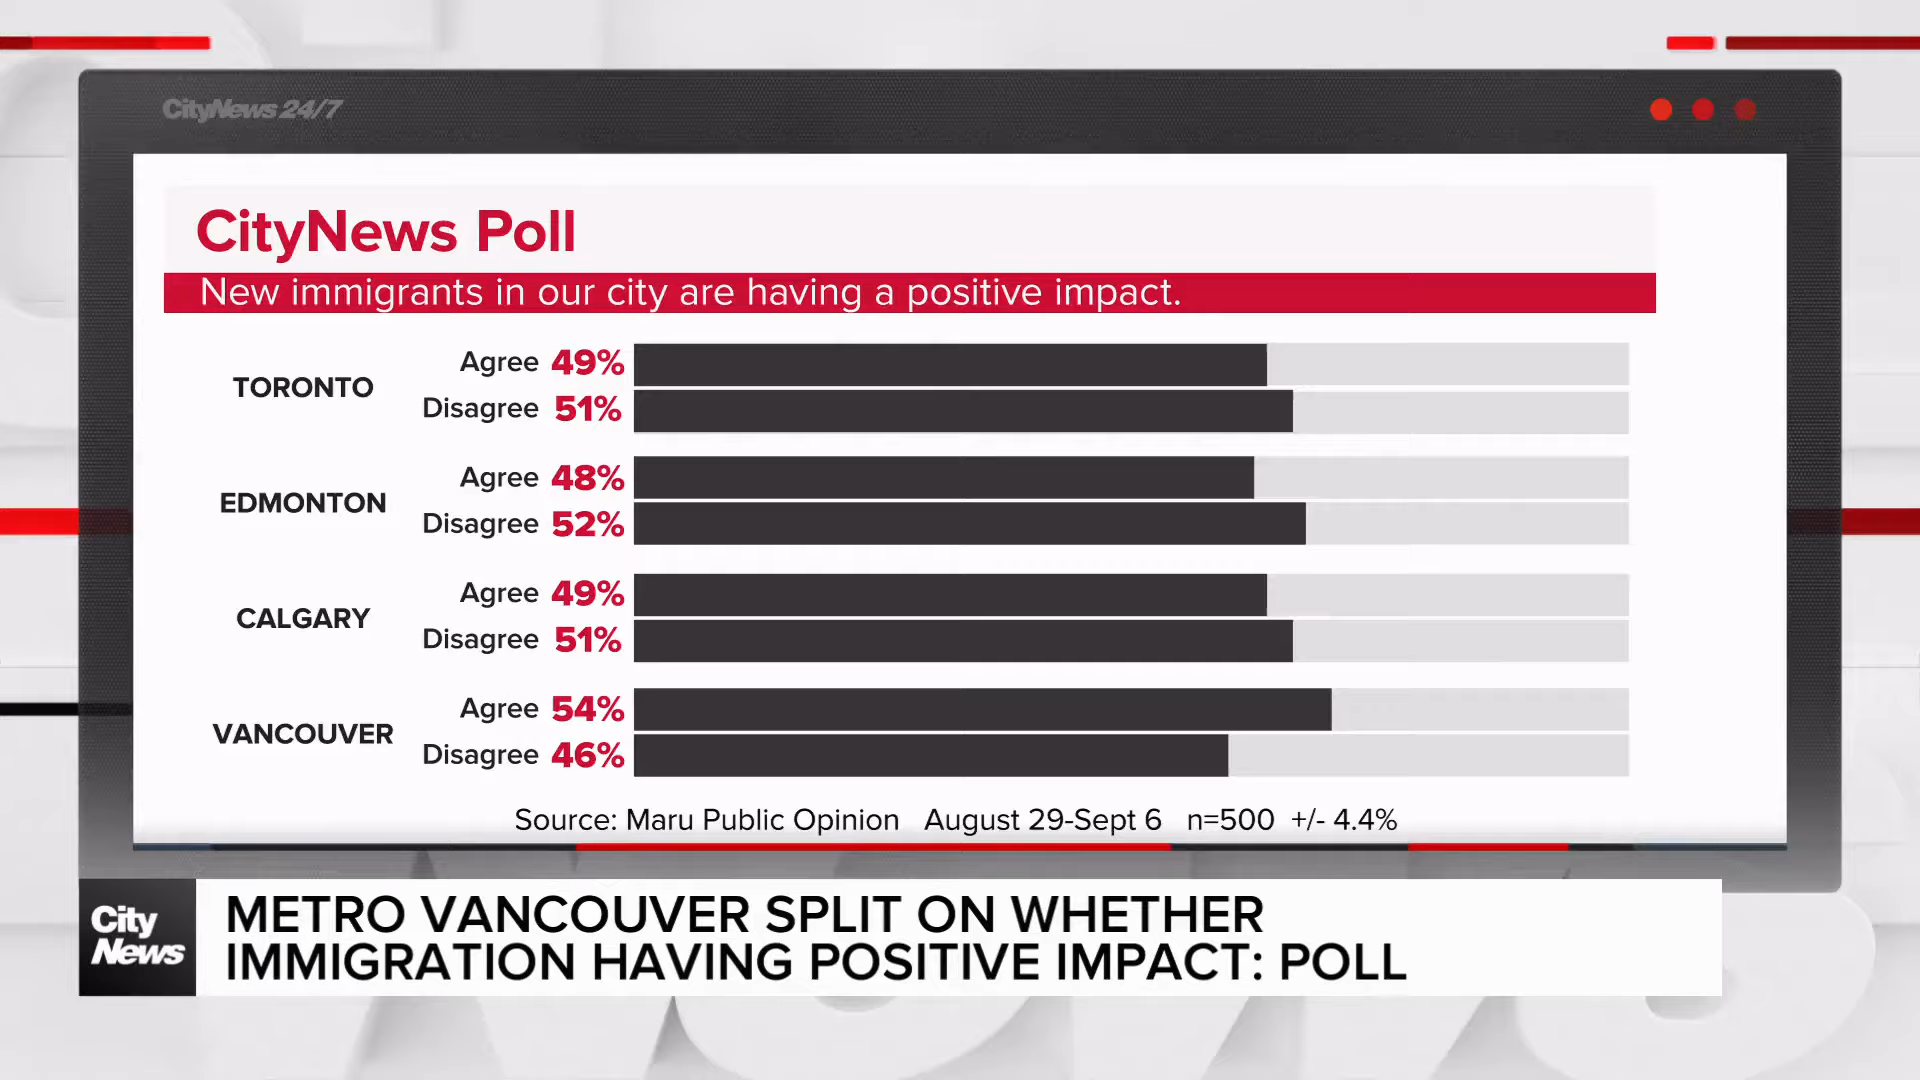 CityNews 24/7
CityNews Poll
New immigrants in our city are having a positive impact.
TORONTO
Agree 49%
Disagree 51%
EDMONTON
Agree 48%
Disagree 52%
CALGARY
Agree 49%
Disagree 51%
VANCOUVER
Agree 54%
Disagree 46%
Source: Maru Public Opinion August 29-Sept 6 n=500 +/- 4.4%
City
News
METRO VANCOUVER SPLIT ON WHETHER
IMMIGRATION HAVING POSITIVE IMPACT: POLL